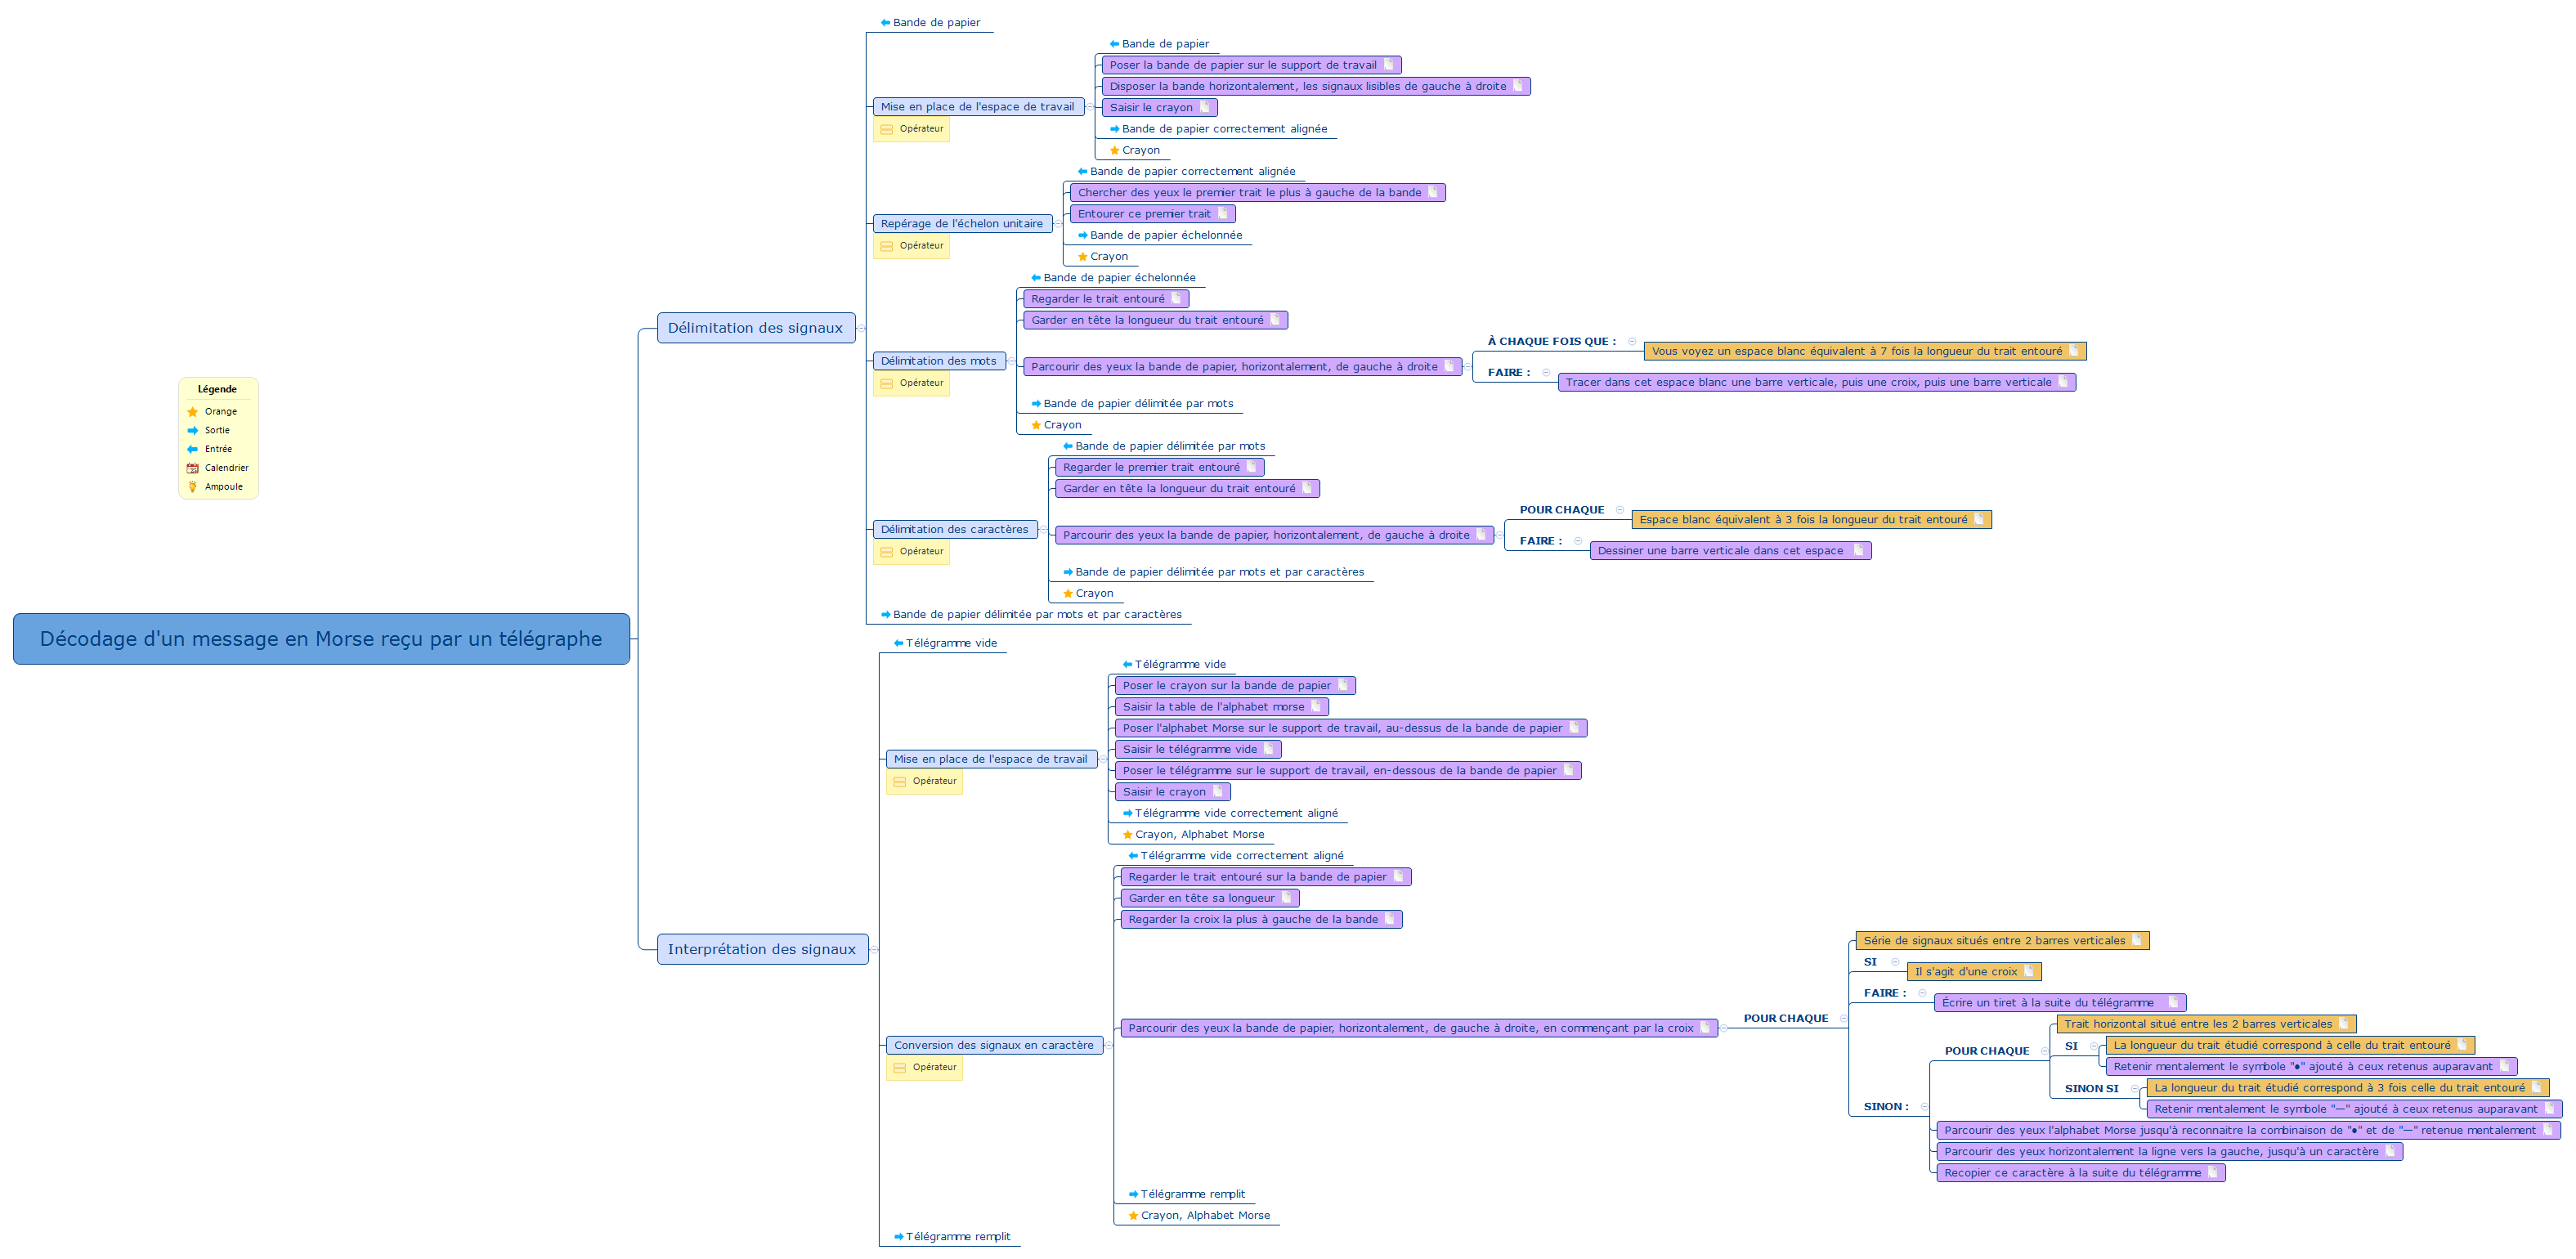 Décodage d'un message en Morse reçu par un télégraphe
Légende
Orange
Sortie
Entrée
Calendrier
Ampoule
Délimitation des signaux
Bande de papier
Mise en place de l'espace de travail
Opérateur
Bande de papier
Poser la bande de papier sur le support de travail
Disposer la bande horizontalement, les signaux lisibles de gauche à droite
Saisir le crayon
Bande de papier correctement alignée
Crayon
Repérage de l'échelon unitaire
Opérateur
Bande de papier correctement alignée
Chercher des yeux le premier trait le plus à gauche de la bande
Entourer ce premier trait
Bande de papier échelonnée
Crayon
Délimitation des mots
Opérateur
Bande de papier échelonnée
Regarder le trait entouré
Garder en tête la longueur du trait entouré
Parcourir des yeux la bande de papier, horizontalement, de gauche à droite
À CHAQUE FOIS QUE :
Vous voyez un espace blanc équivalent à 7 fois la longueur du trait entouré
FAIRE :
Tracer dans cet espace blanc une barre verticale, puis une croix, puis une barre verticale
Bande de papier délimitée par mots
Crayon
Délimitation des caractères
Opérateur
Bande de papier délimitée par mots
Regarder le premier trait entouré
Garder en tête la longueur du trait entouré
Parcourir des yeux la bande de papier, horizontalement, de gauche à droite
POUR CHAQUE
Espace blanc équivalent à 3 fois la longueur du trait entouré
FAIRE :
Dessiner une barre verticale dans cet espace
Bande de papier délimitée par mots et par caractères
Crayon
Bande de papier délimitée par mots et par caractères
Interprétation des signaux
Télégramme vide
Mise en place de l'espace de travail
Opérateur
Télégramme vide
Poser le crayon sur la bande de papier
Saisir la table de l'alphabet morse
Poser l'alphabet Morse sur le support de travail, au-dessus de la bande de papier
Saisir le télégramme vide
Poser le télégramme sur le support de travail, en-dessous de la bande de papier
Saisir le crayon
Télégramme vide correctement aligné
Crayon, Alphabet Morse
Conversion des signaux en caractère
Opérateur
Télégramme vide correctement aligné
Regarder le trait entouré sur la bande de papier
Garder en tête sa longueur
Regarder la croix la plus à gauche de la bande
Parcourir des yeux la bande de papier, horizontalement, de gauche à droite, en commençant par la croix
POUR CHAQUE
Série de signaux situés entre 2 barres verticales
SI
Il s'agit d'une croix
FAIRE :
Écrire un tiret à la suite du télégramme
SINON :
POUR CHAQUE
Trait horizontal situé entre les 2 barres verticales
SI
La longueur du trait étudié correspond à celle du trait entouré
Retenir mentalement le symbole "•" ajouté à ceux retenus auparavant
SINON SI
La longueur du trait étudié correspond à 3 fois celle du trait entouré
Retenir mentalement le symbole "—" ajouté à ceux retenus auparavant
Parcourir des yeux l'alphabet Morse jusqu'à reconnaitre la combinaison de "•" et de "—" retenue mentalement
Parcourir des yeux horizontalement la ligne vers la gauche, jusqu'à un caractère
Recopier ce caractère à la suite du télégramme
Télégramme remplit
Crayon, Alphabet Morse
Télégramme remplit